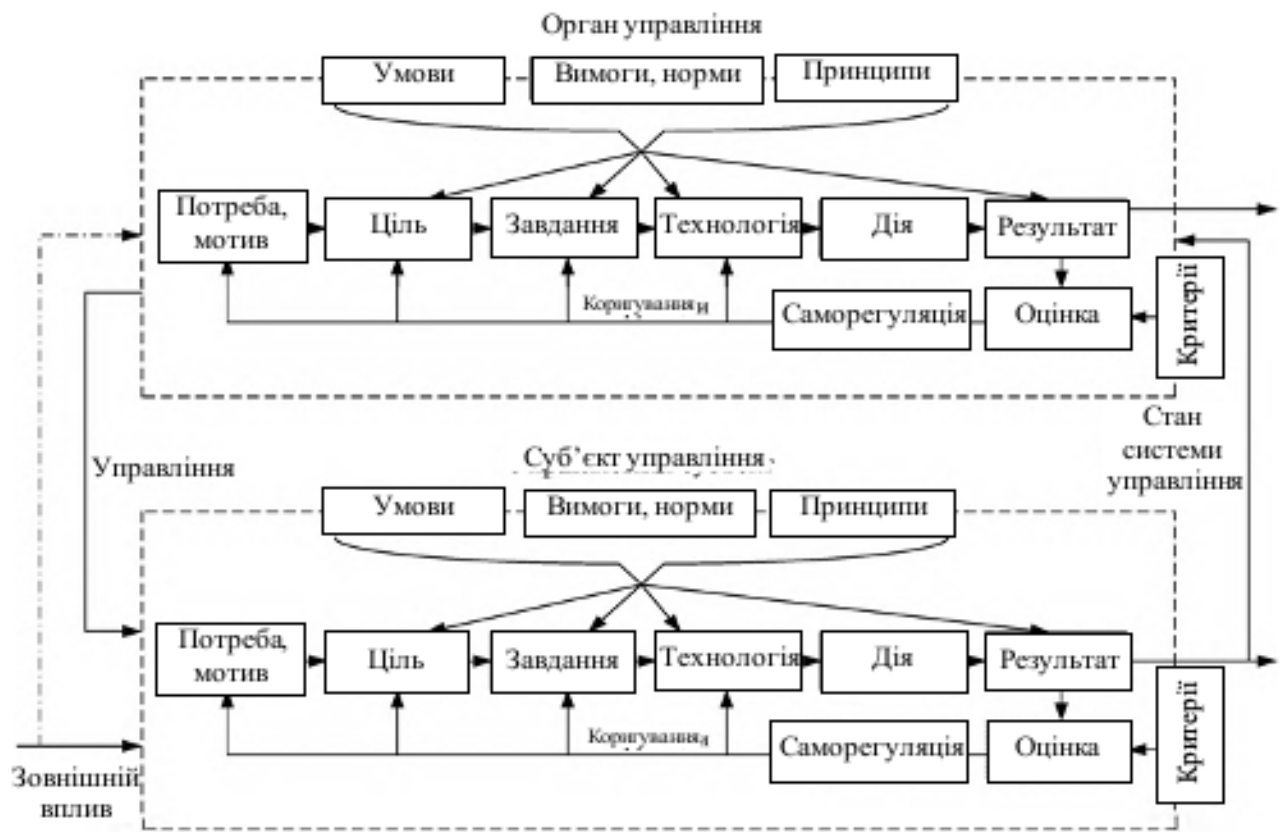 Орган управління
Умови
Вимоги, норми
Принципи
Потреба,
мотив
Ціль
Завдання
Технологія
Дія
Результат
Коригування
Саморегуляція
Оцінка
Критерії
Управління
Стан
системи
управління
Суб’єкт управління
Умови
Вимоги, норми
Принципи
Потреба,
мотив
Ціль
Завдання
Технологія
Дія
Результат
Коригування
Саморегуляція
Оцінка
Критерії
Зовнішній
вплив